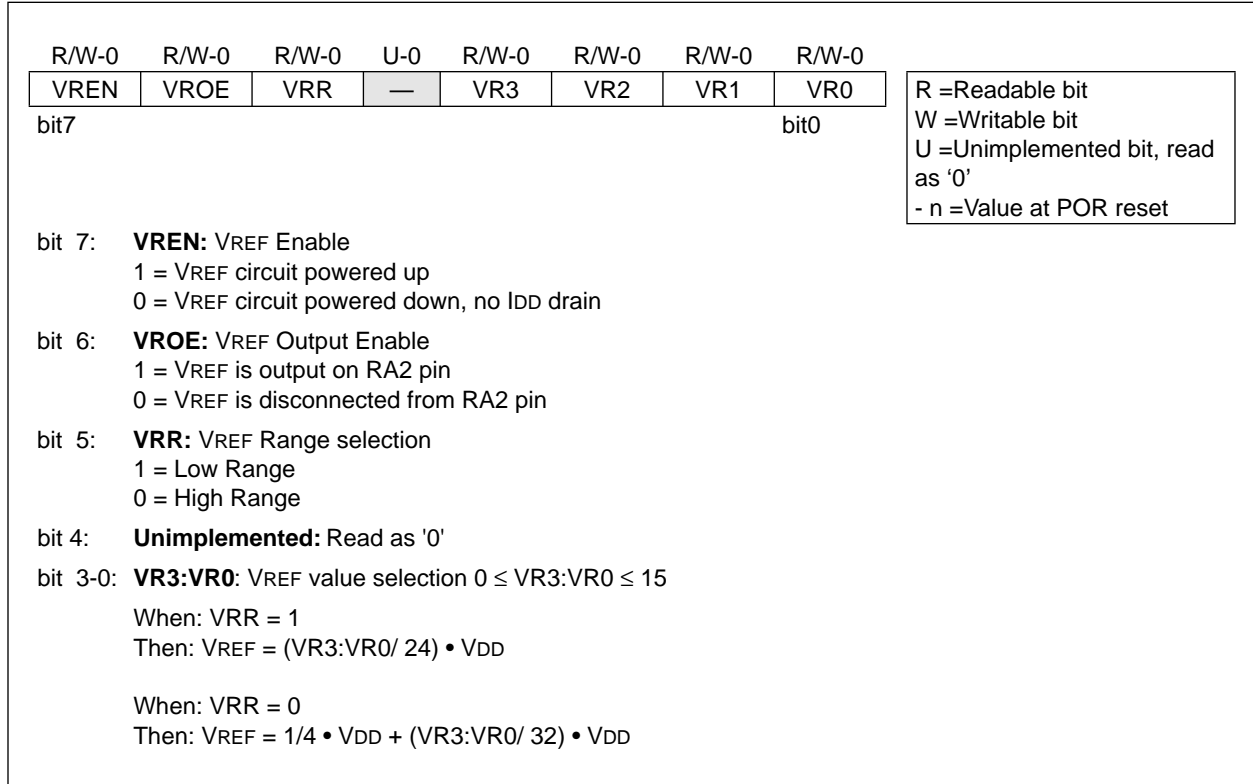 R/W-0 R/W-0 R/W-0 U-0 R/W-0 R/W-0 R/W-0 R/W-0
VREN VROE VRR — VR3 VR2 VR1 VR0
bit7 bit0
R =Readable bit
W =Writable bit
U =Unimplemented bit, read
as ‘0’
- n =Value at POR reset
bit 7: VREN: VREF Enable
1 = VREF circuit powered up
0 = VREF circuit powered down, no IDD drain
bit 6: VROE: VREF Output Enable
1 = VREF is output on RA2 pin
0 = VREF is disconnected from RA2 pin
bit 5: VRR: VREF Range selection
1 = Low Range
0 = High Range
bit 4: Unimplemented: Read as '0'
bit 3-0: VR3:VR0: VREF value selection 0 ≤ VR3:VR0 ≤ 15
When: VRR = 1
Then: VREF = (VR3:VR0/ 24) • VDD
When: VRR = 0
Then: VREF = 1/4 • VDD + (VR3:VR0/ 32) • VDD